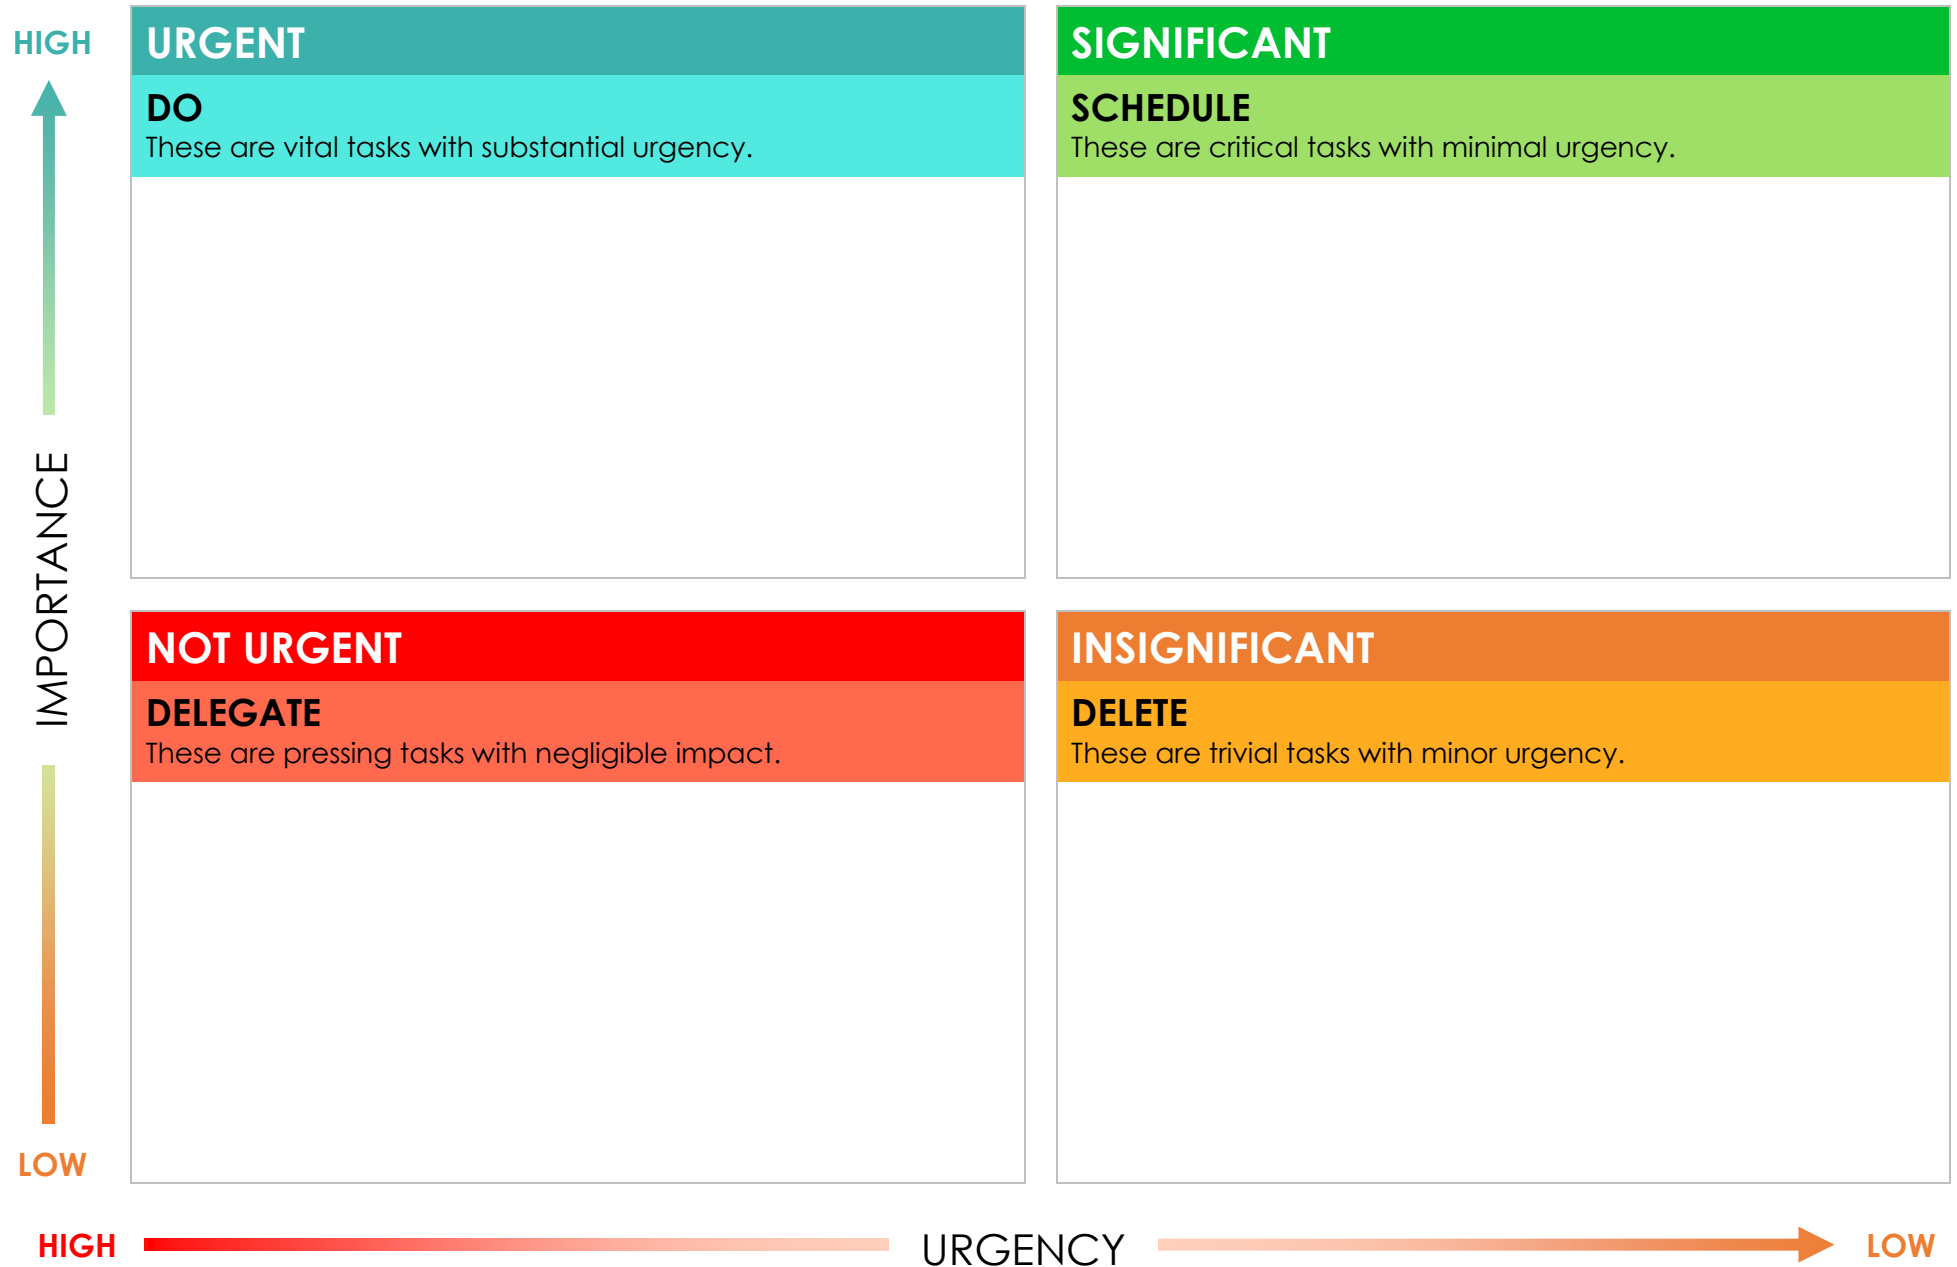 HIGH
URGENT
DO
These are vital tasks with substantial urgency.
SIGNIFICANT
SCHEDULE
These are critical tasks with minimal urgency.
IMPORTANCE
NOT URGENT
DELEGATE
These are pressing tasks with negligible impact.
INSIGNIFICANT
DELETE
These are trivial tasks with minor urgency.
LOW
HIGH
URGENCY
LOW